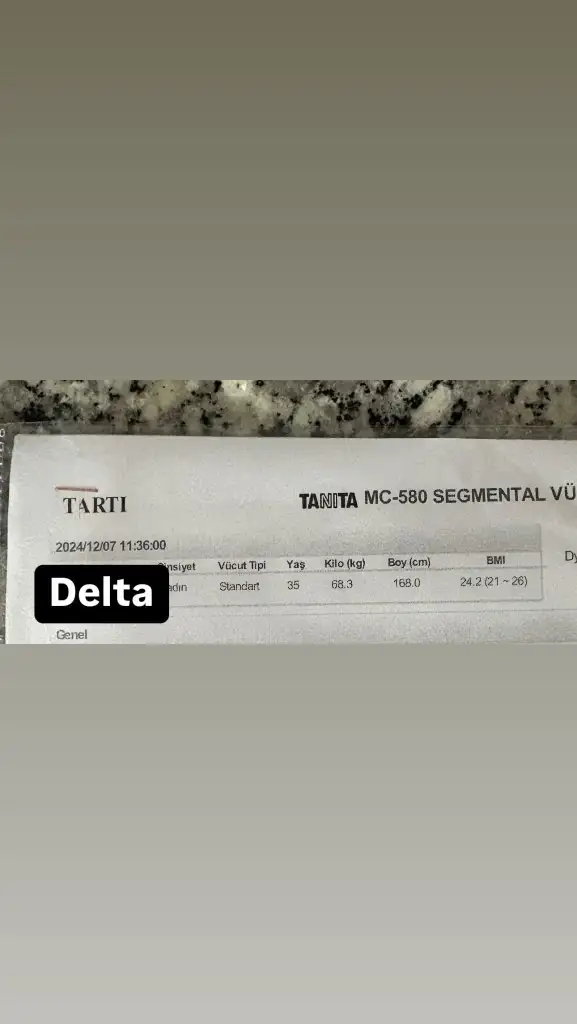 TARTI
TANITA MC-580 SEGMENTAL VÜ
2024/12/07 11:36:00
Vücut Tipi Yaş Kilo (kg) Boy (cm) BMI
Standart 35 68.3 168.0 24.2 (21 ~ 26)
Delta
Genel